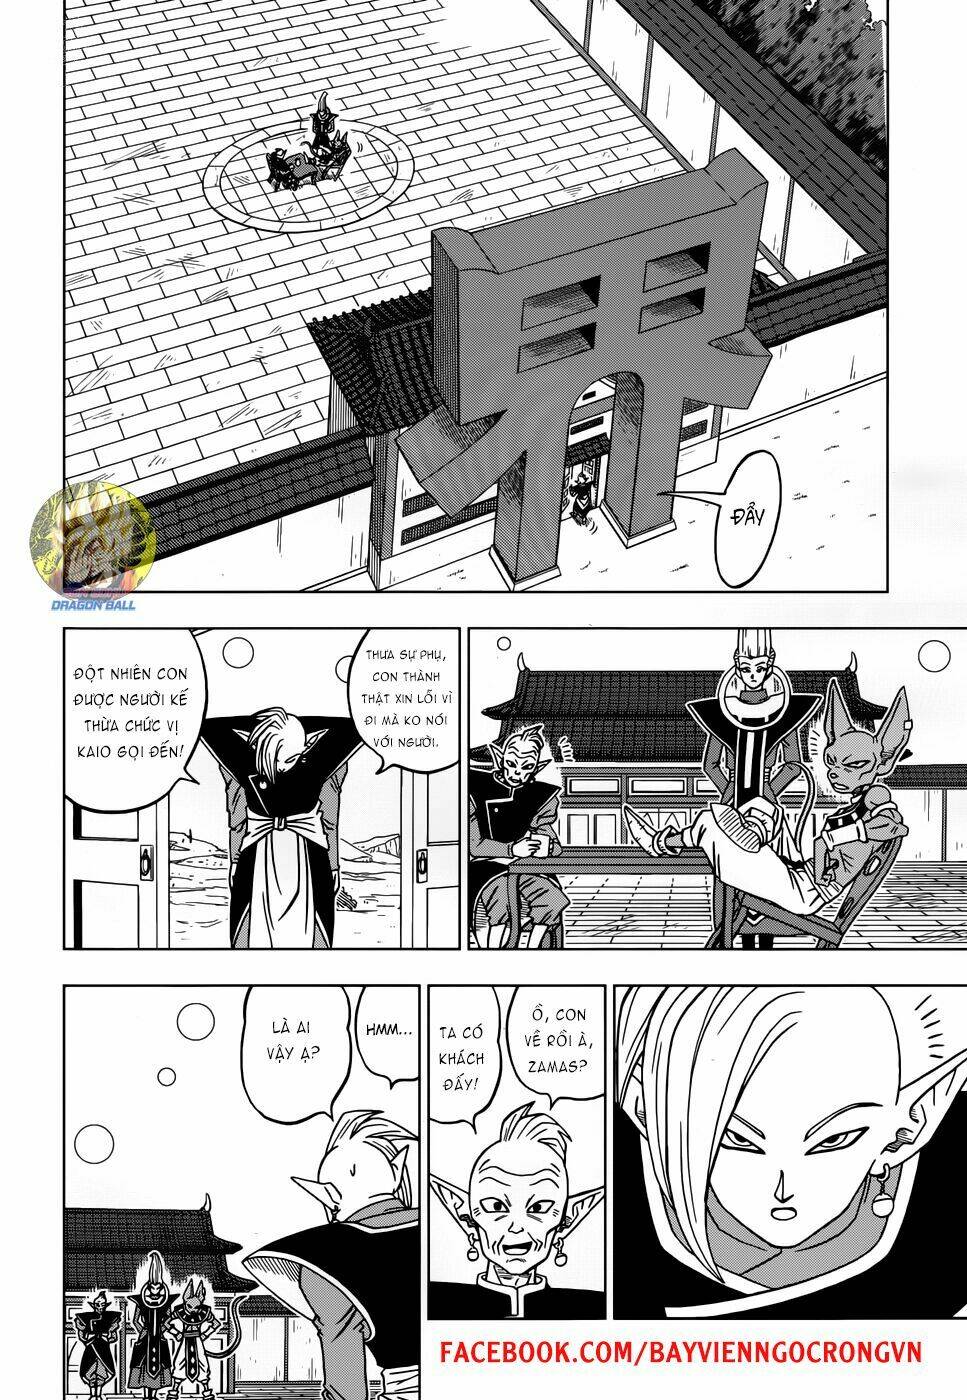 界
ĐẨY
DRAGON BALL
THƯA SỰ PHỤ,
CON THÀNH
THẬT XIN LỖI VÌ
ĐI MÀ KO NÓI
VỚI NGƯỜI.
ĐỘT NHIÊN CON
ĐƯỢC NGƯỜI KẾ
THỪA CHỨC VỊ
KAIO GỌI ĐẾN!
Ồ, CON
VỀ RỒI À,
ZAMAS?
TA CÓ
KHÁCH
ĐẤY!
HMM...
LÀ AI
VẬY Ạ?
FACEBOOK.COM/BAYVIENNGOCRONGVN